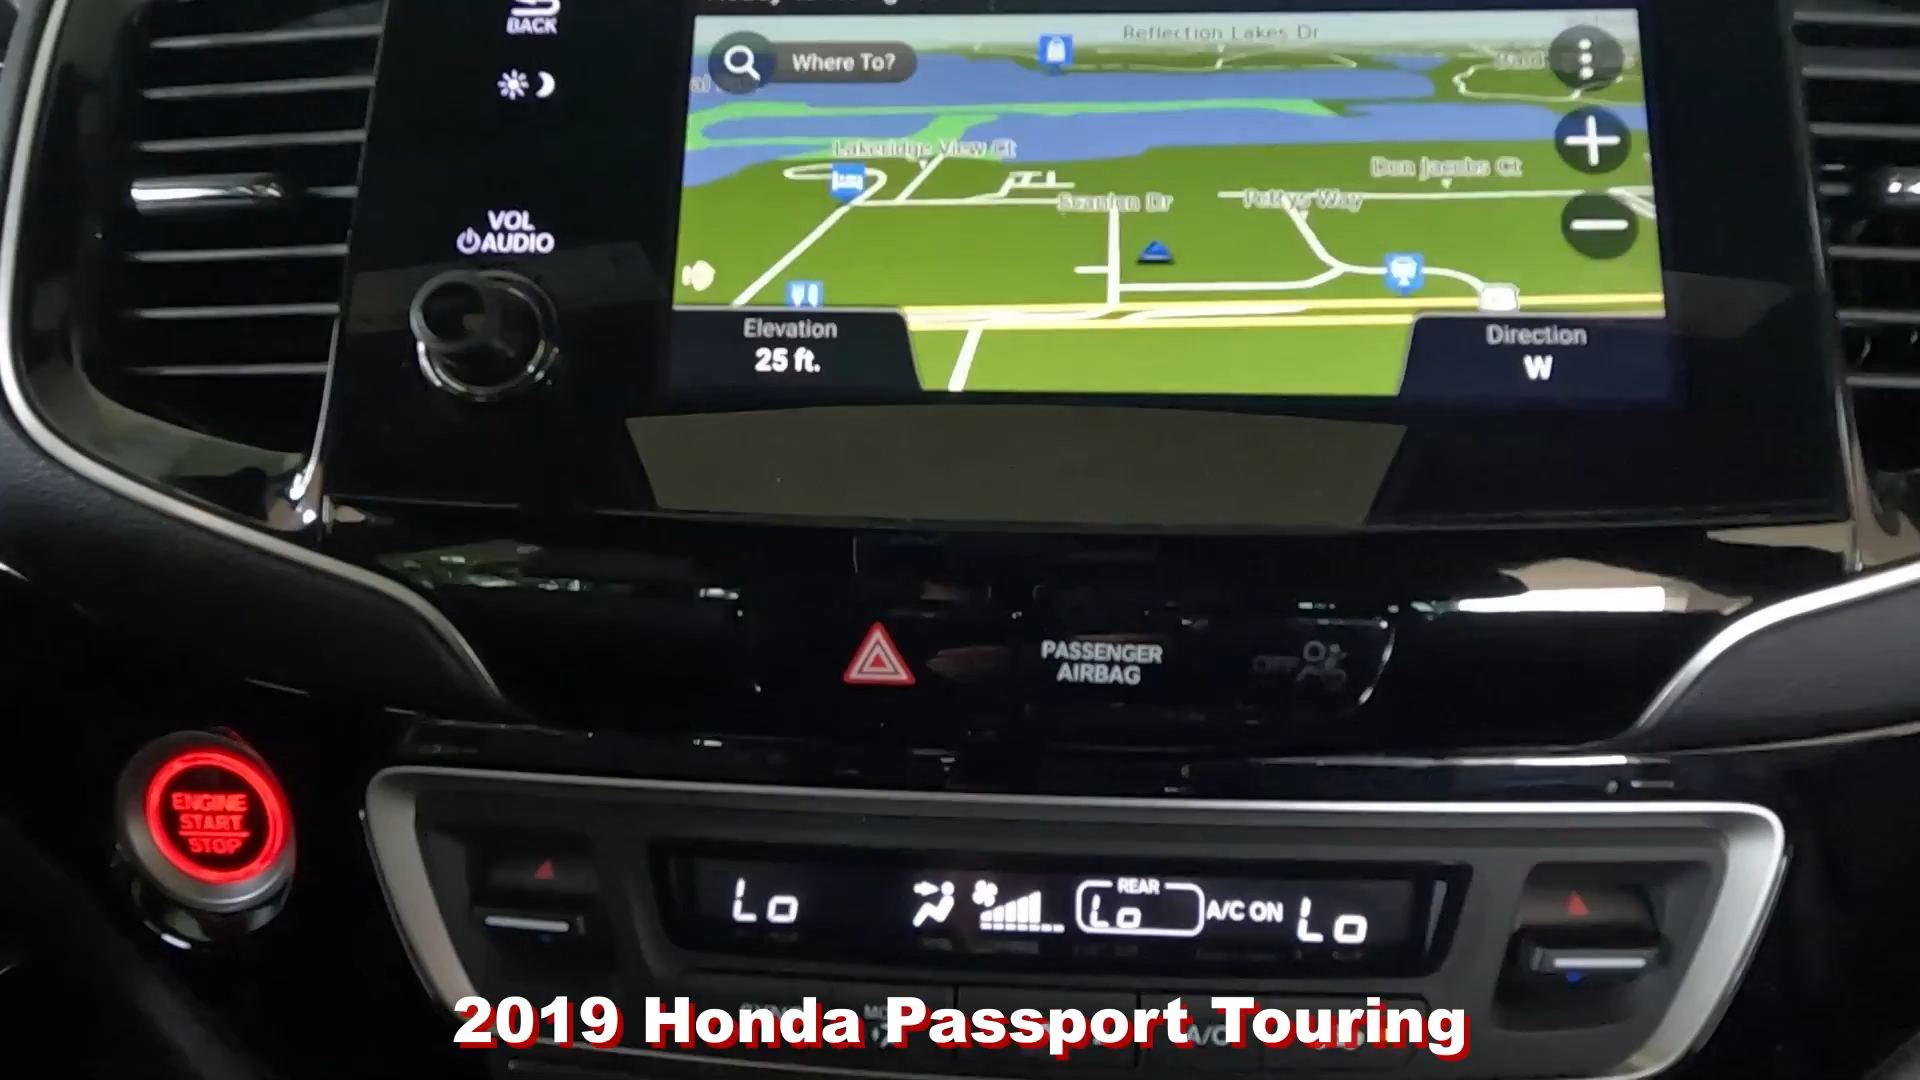 BACK
Reflection Lakes Dr
Where To?
Lakeridge View Ct
Don Jacobs Ct
Scanlon Dr
Pettys Way
VOL
AUDIO
Elevation
25 ft.
Direction
W
PASSENGER
AIRBAG
OFF
ENGINE
START
STOP
Lo
REAR
Lo
A/C ON
Lo
A/C
2019 Honda Passport Touring